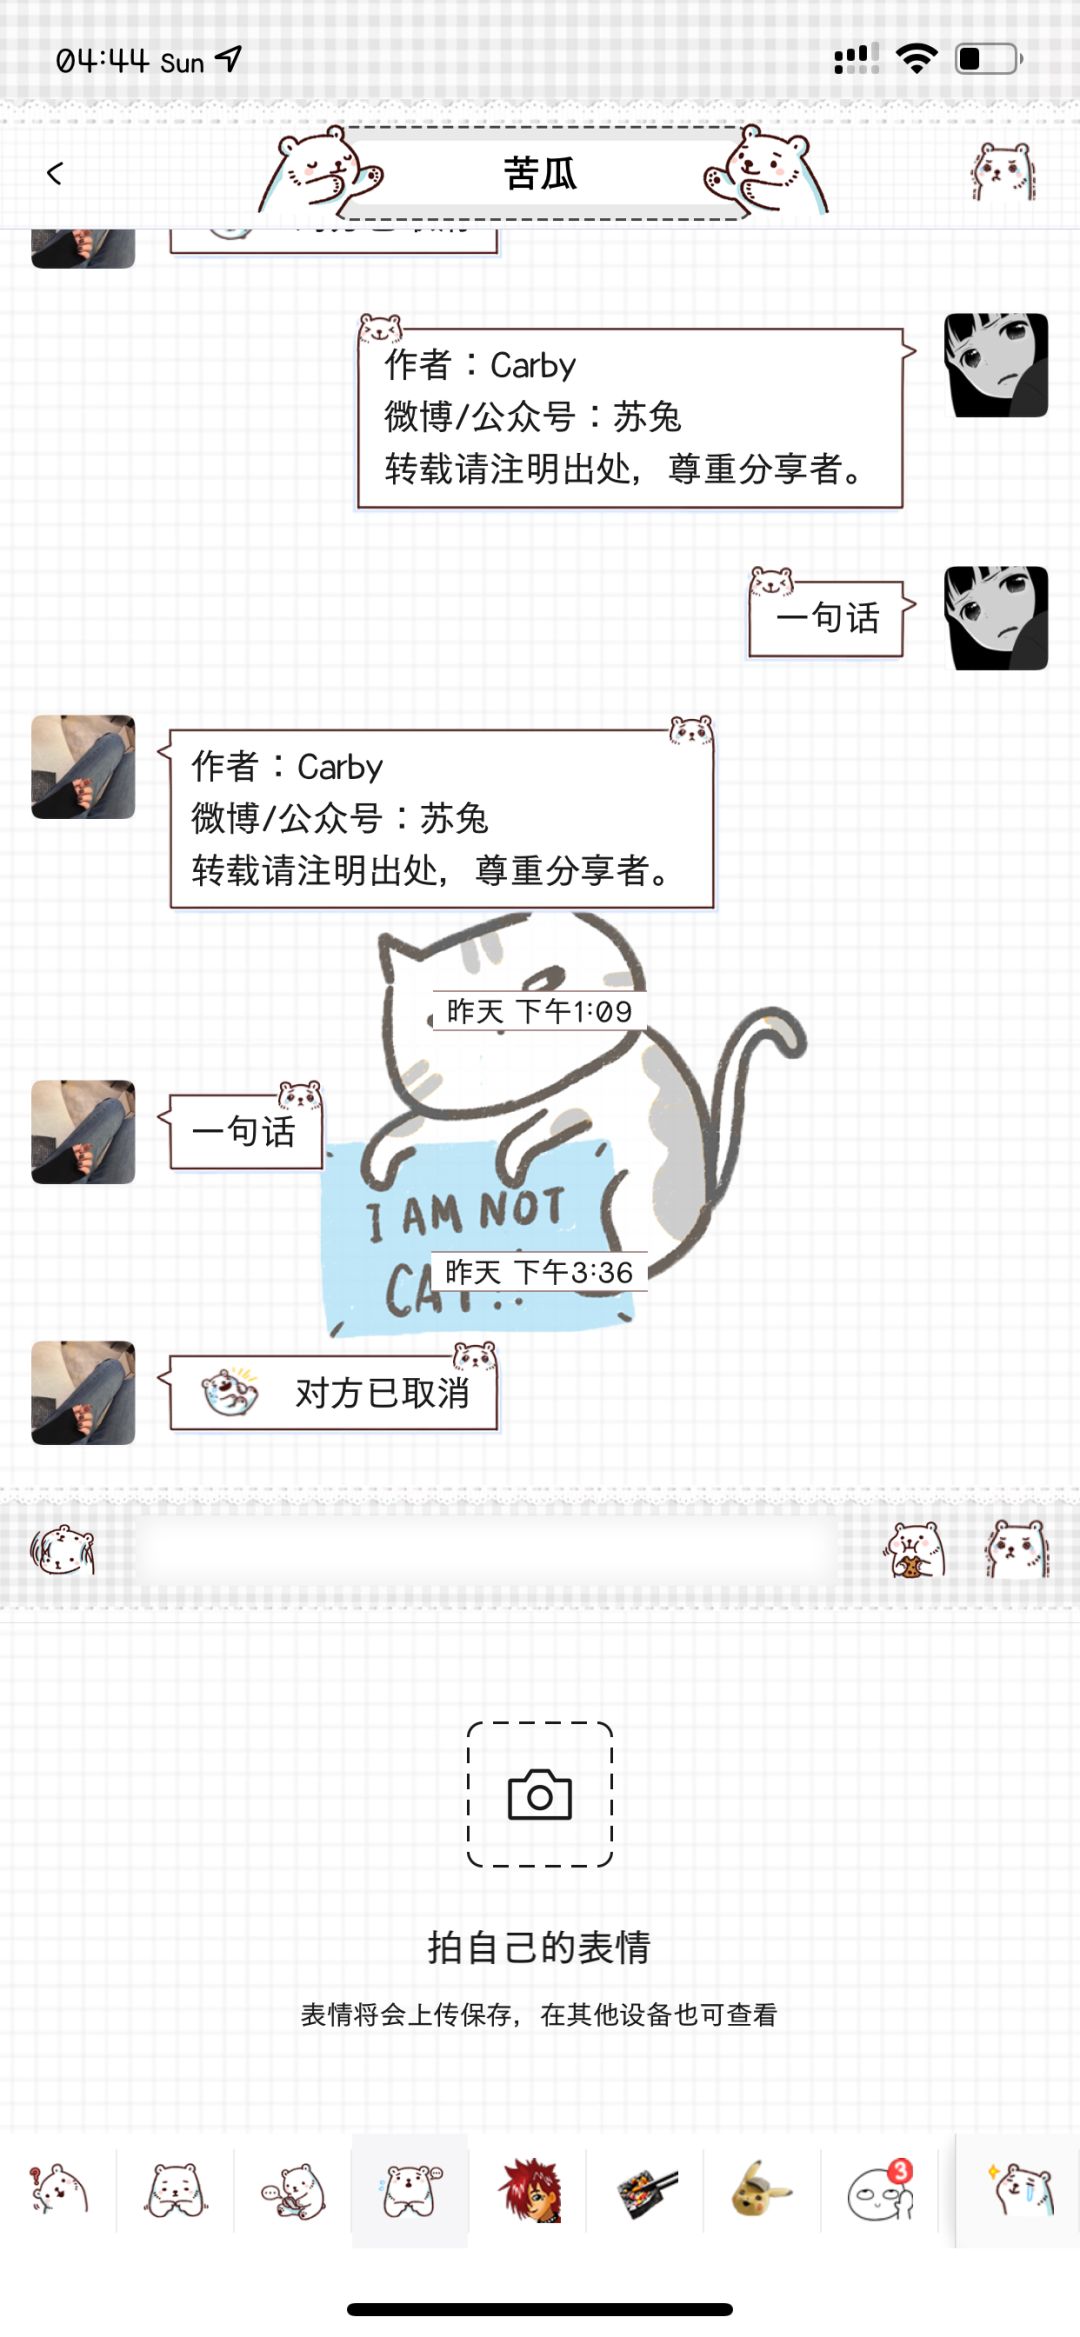 04:44 Sun
苦瓜
作者：Carby
微博/公众号：苏兔
转载请注明出处，尊重分享者。
一句话
作者：Carby
微博/公众号：苏兔
转载请注明出处，尊重分享者。
昨天 下午1:09
一句话
I AM NOT
昨天 下午3:36
对方已取消
拍自己的表情
表情将会上传保存，在其他设备也可查看
3